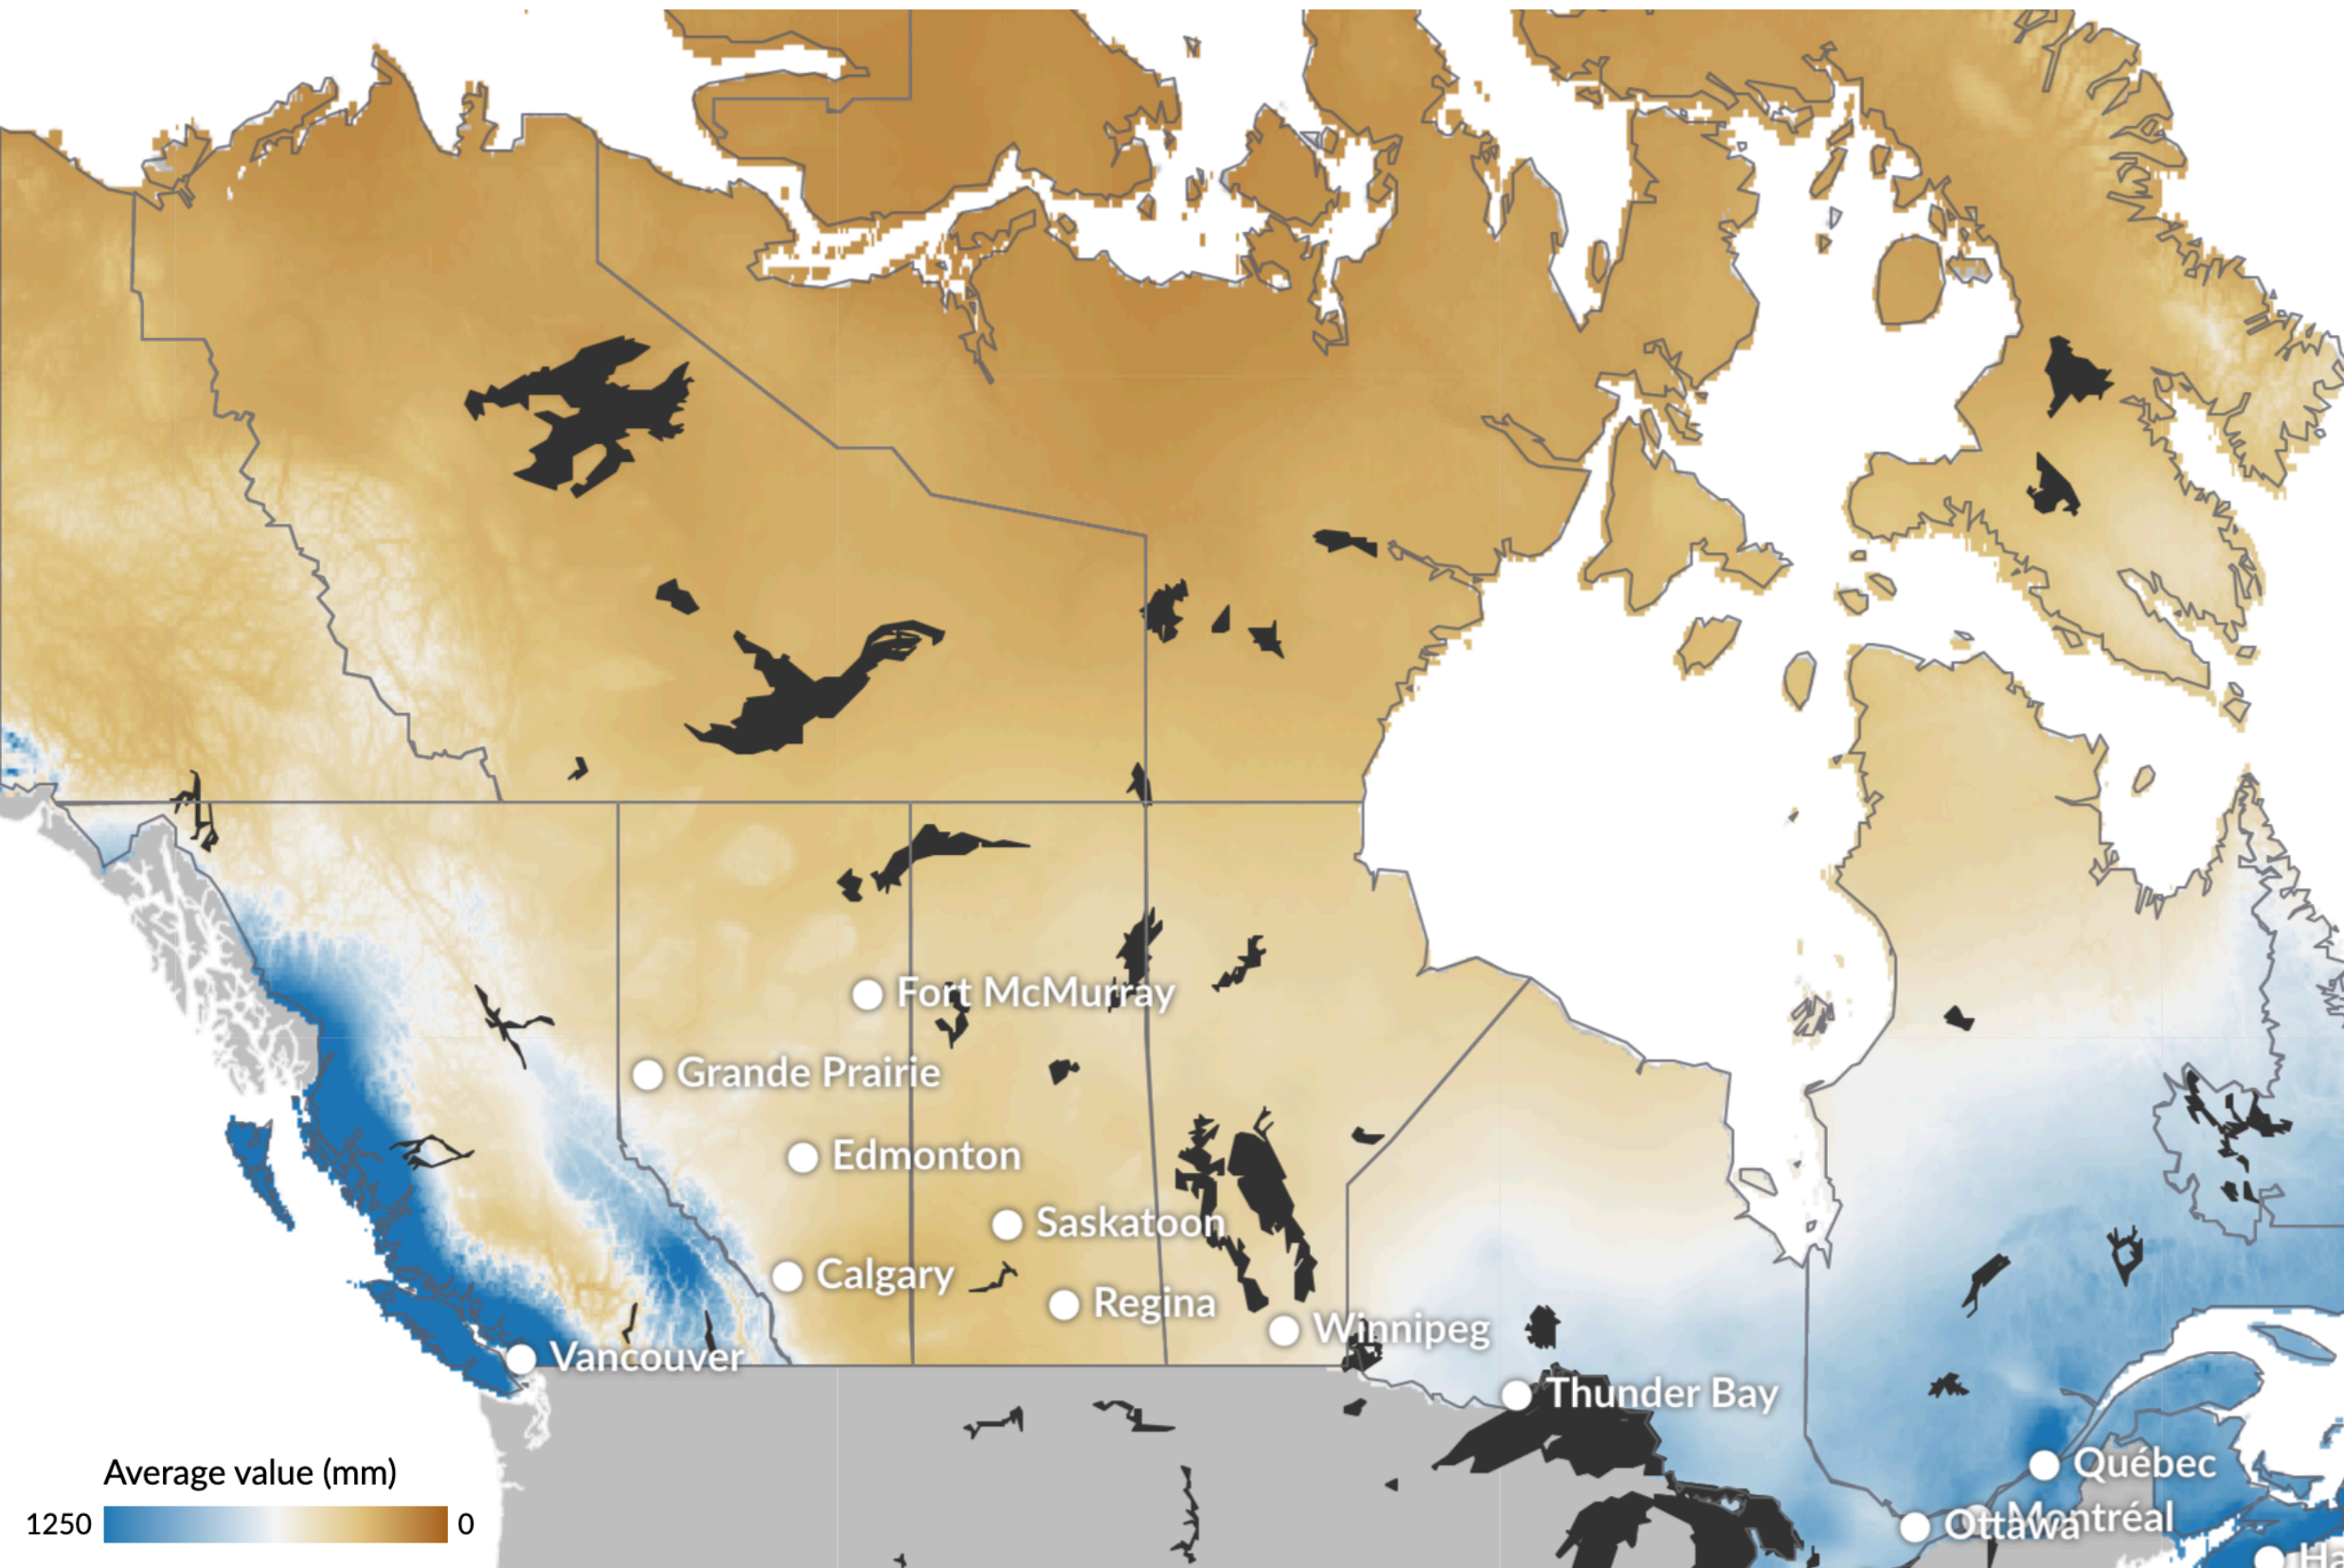 Fort McMurray
Grande Prairie
Edmonton
Saskatoon
Calgary
Regina
Winnipeg
Vancouver
Thunder Bay
Québec
Montréal
Ottawa
Ha
Average value (mm)
1250
0